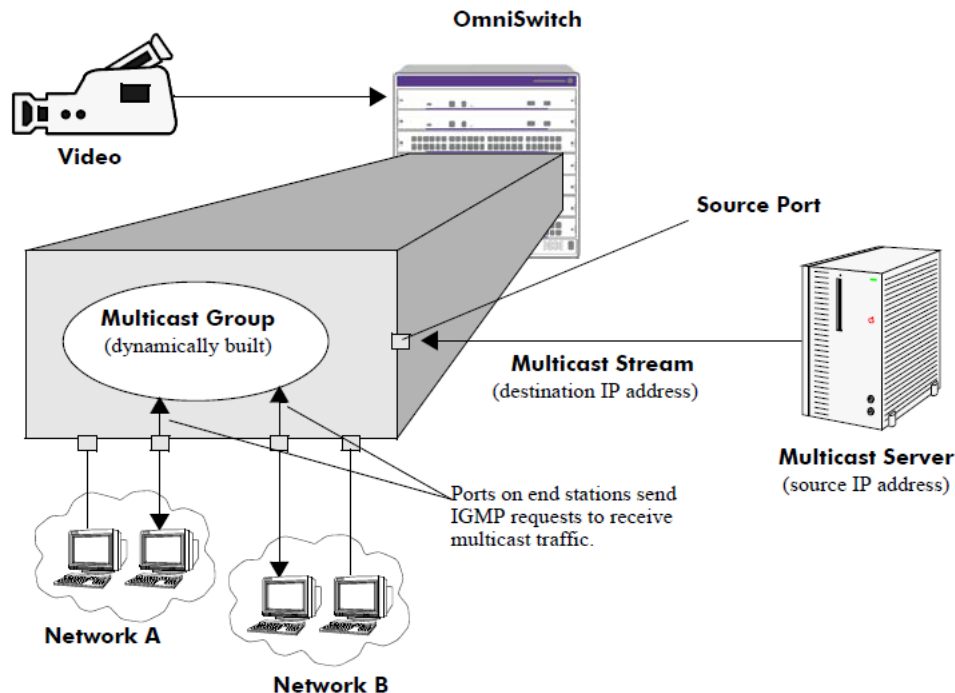 OmniSwitch
Video
Source Port
Multicast Group
(dynamically built)
Multicast Stream
(destination IP address)
Multicast Server
(source IP address)
Ports on end stations send
IGMP requests to receive
multicast traffic.
Network A
Network B